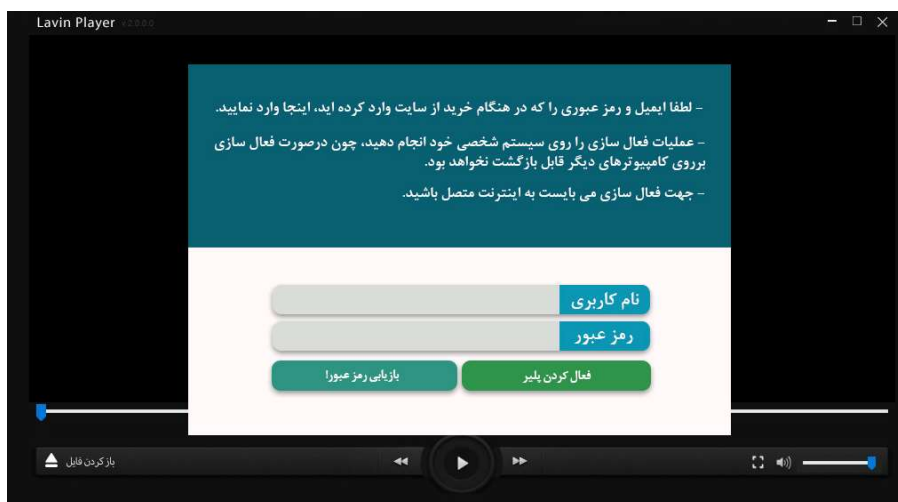 Lavin Player v2000
- لطفا ایمیل و رمز عبوری را که در هنگام خرید از سایت وارد کرده اید، اینجا وارد نمایید.
- عملیات فعال سازی را روی سیستم شخصی خود انجام دهید، چون درصورت فعال سازی
برروی کامپیوترهای دیگر قابل بازگشت نخواهد بود.
- جهت فعال سازی می بایست به اینترنت متصل باشید.
نام کاربری
رمز عبور
فعال کردن پلیر
بازیابی رمز عبور!
باز کردن فایل